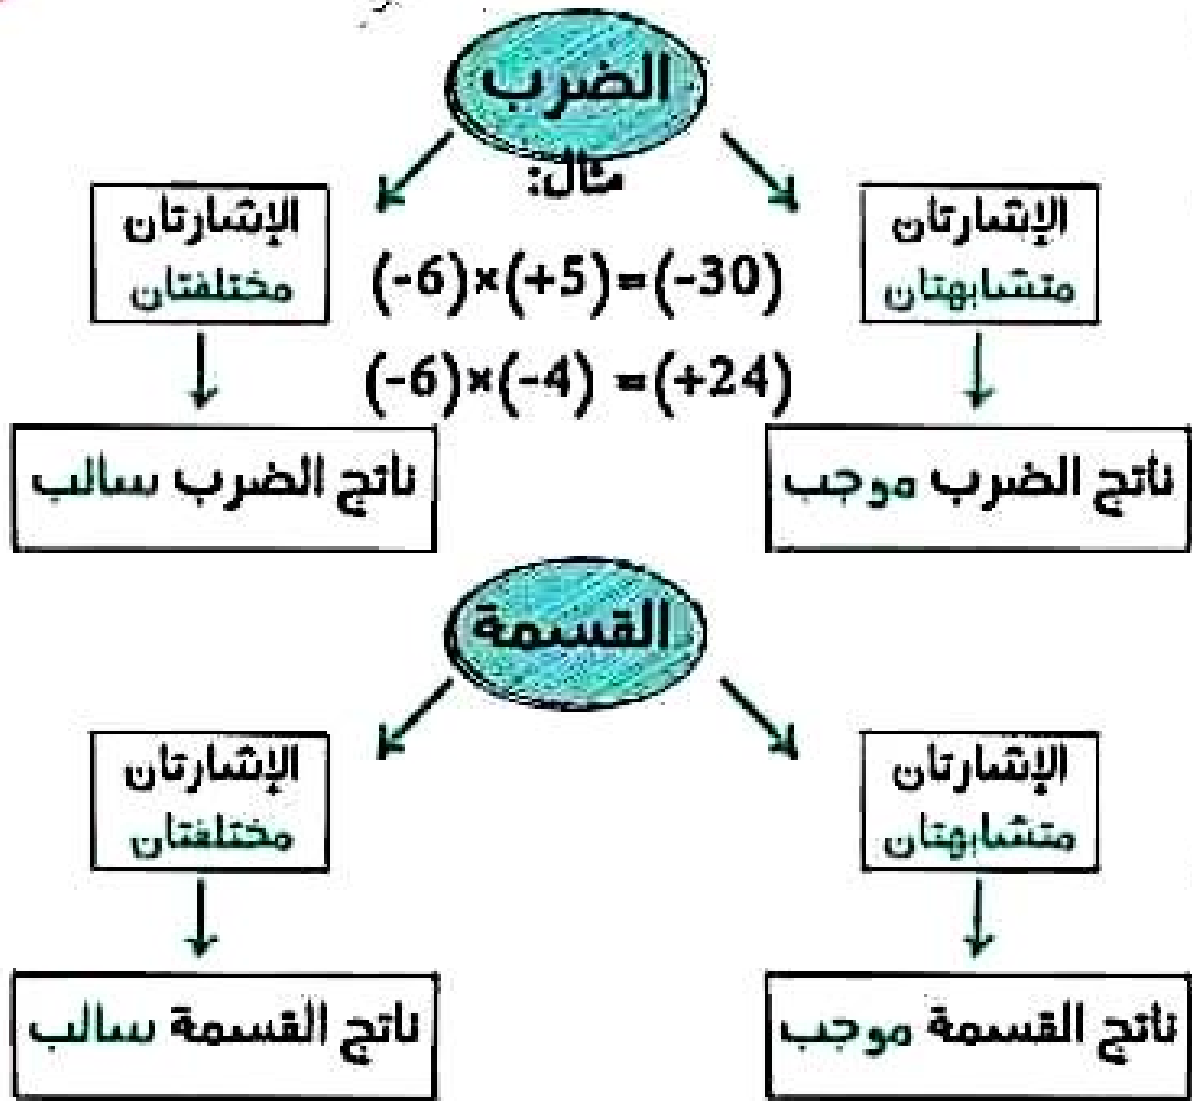 الضرب
مثال:
الإشارتان
متشابهتان
الإشارتان
مختلفتان
(-6)×(+5)=(-30)
(-6)×(-4) =(+24)
ناتج الضرب موجب
ناتج الضرب سالب
القسمة
الإشارتان
متشابهتان
الإشارتان
مختلفتان
ناتج القسمة موجب
ناتج القسمة سالب